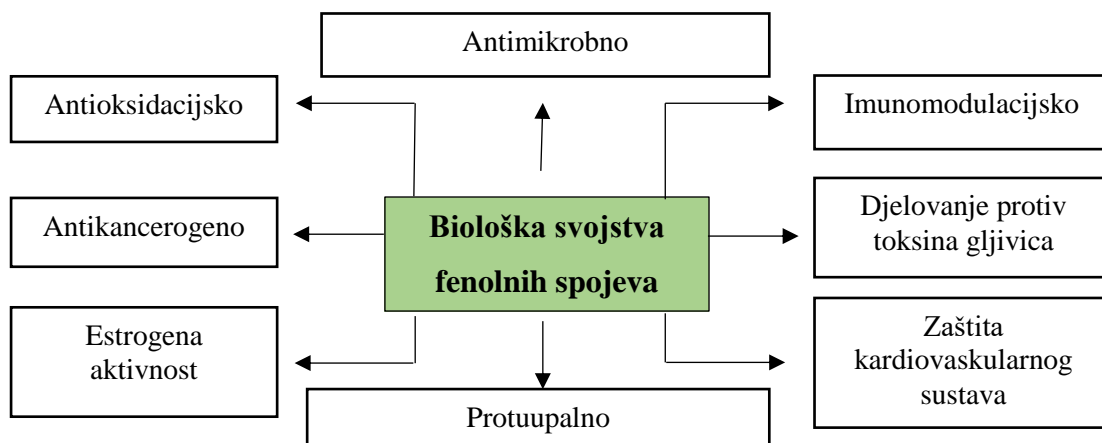 Antimikrobno
Antioksidacijsko
Imunomodulacijsko
Antikancerogeno
Biološka svojstva
fenolnih spojeva
Djelovanje protiv
toksina gljivica
Estrogena
aktivnost
Zaštita
kardiovaskularnog
sustava
Protuupalno